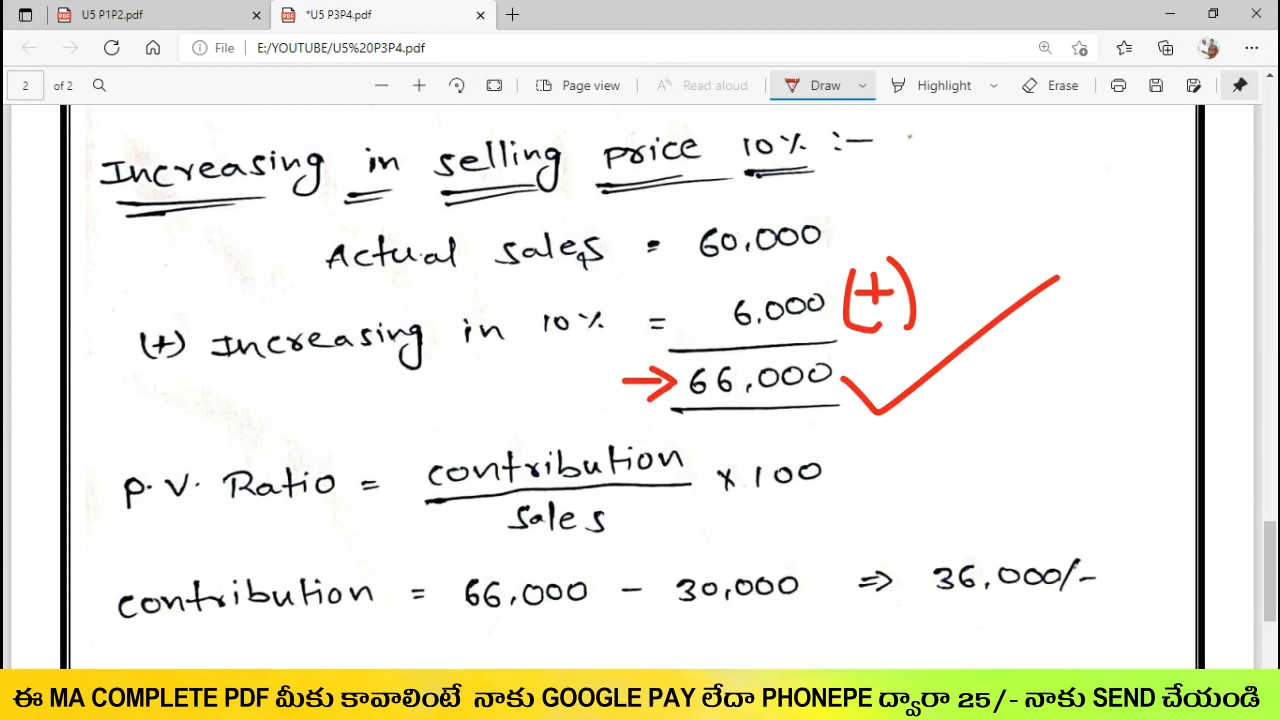 U5 P1P2.pdf
*U5 P3P4.pdf
File E:/YOUTUBE/U5%20P3P4.pdf
2 of 2 Page view Read aloud Draw Highlight Erase
Increasing in selling price 10% :-
Actual sales = 60,000
(+) Increasing in 10% = 6,000 (+)
→ 66,000
P.V. Ratio = contribution / sales × 100
contribution = 66,000 - 30,000 ⇒ 36,000/-
ఈ MA COMPLETE PDF మీకు కావాలింటే నాకు GOOGLE PAY లేదా PHONEPE ద్వారా 25/- నాకు SEND చేయండి